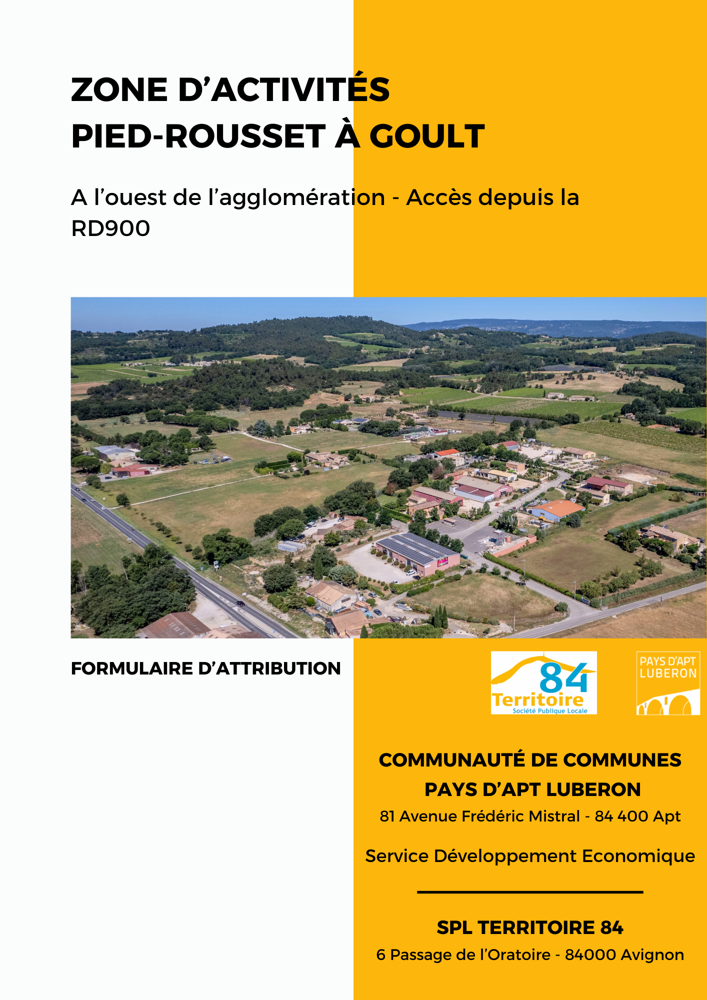 ZONE D’ACTIVITÉS
PIED-ROUSSET À GOULT
A l’ouest de l’agglomération - Accès depuis la
RD900
FORMULAIRE D’ATTRIBUTION
84
Territoire
Société Publique Locale
PAYS D’APT
LUBERON
COMMUNAUTÉ DE COMMUNES
PAYS D’APT LUBERON
81 Avenue Frédéric Mistral - 84 400 Apt
Service Développement Economique
SPL TERRITOIRE 84
6 Passage de l’Oratoire - 84000 Avignon